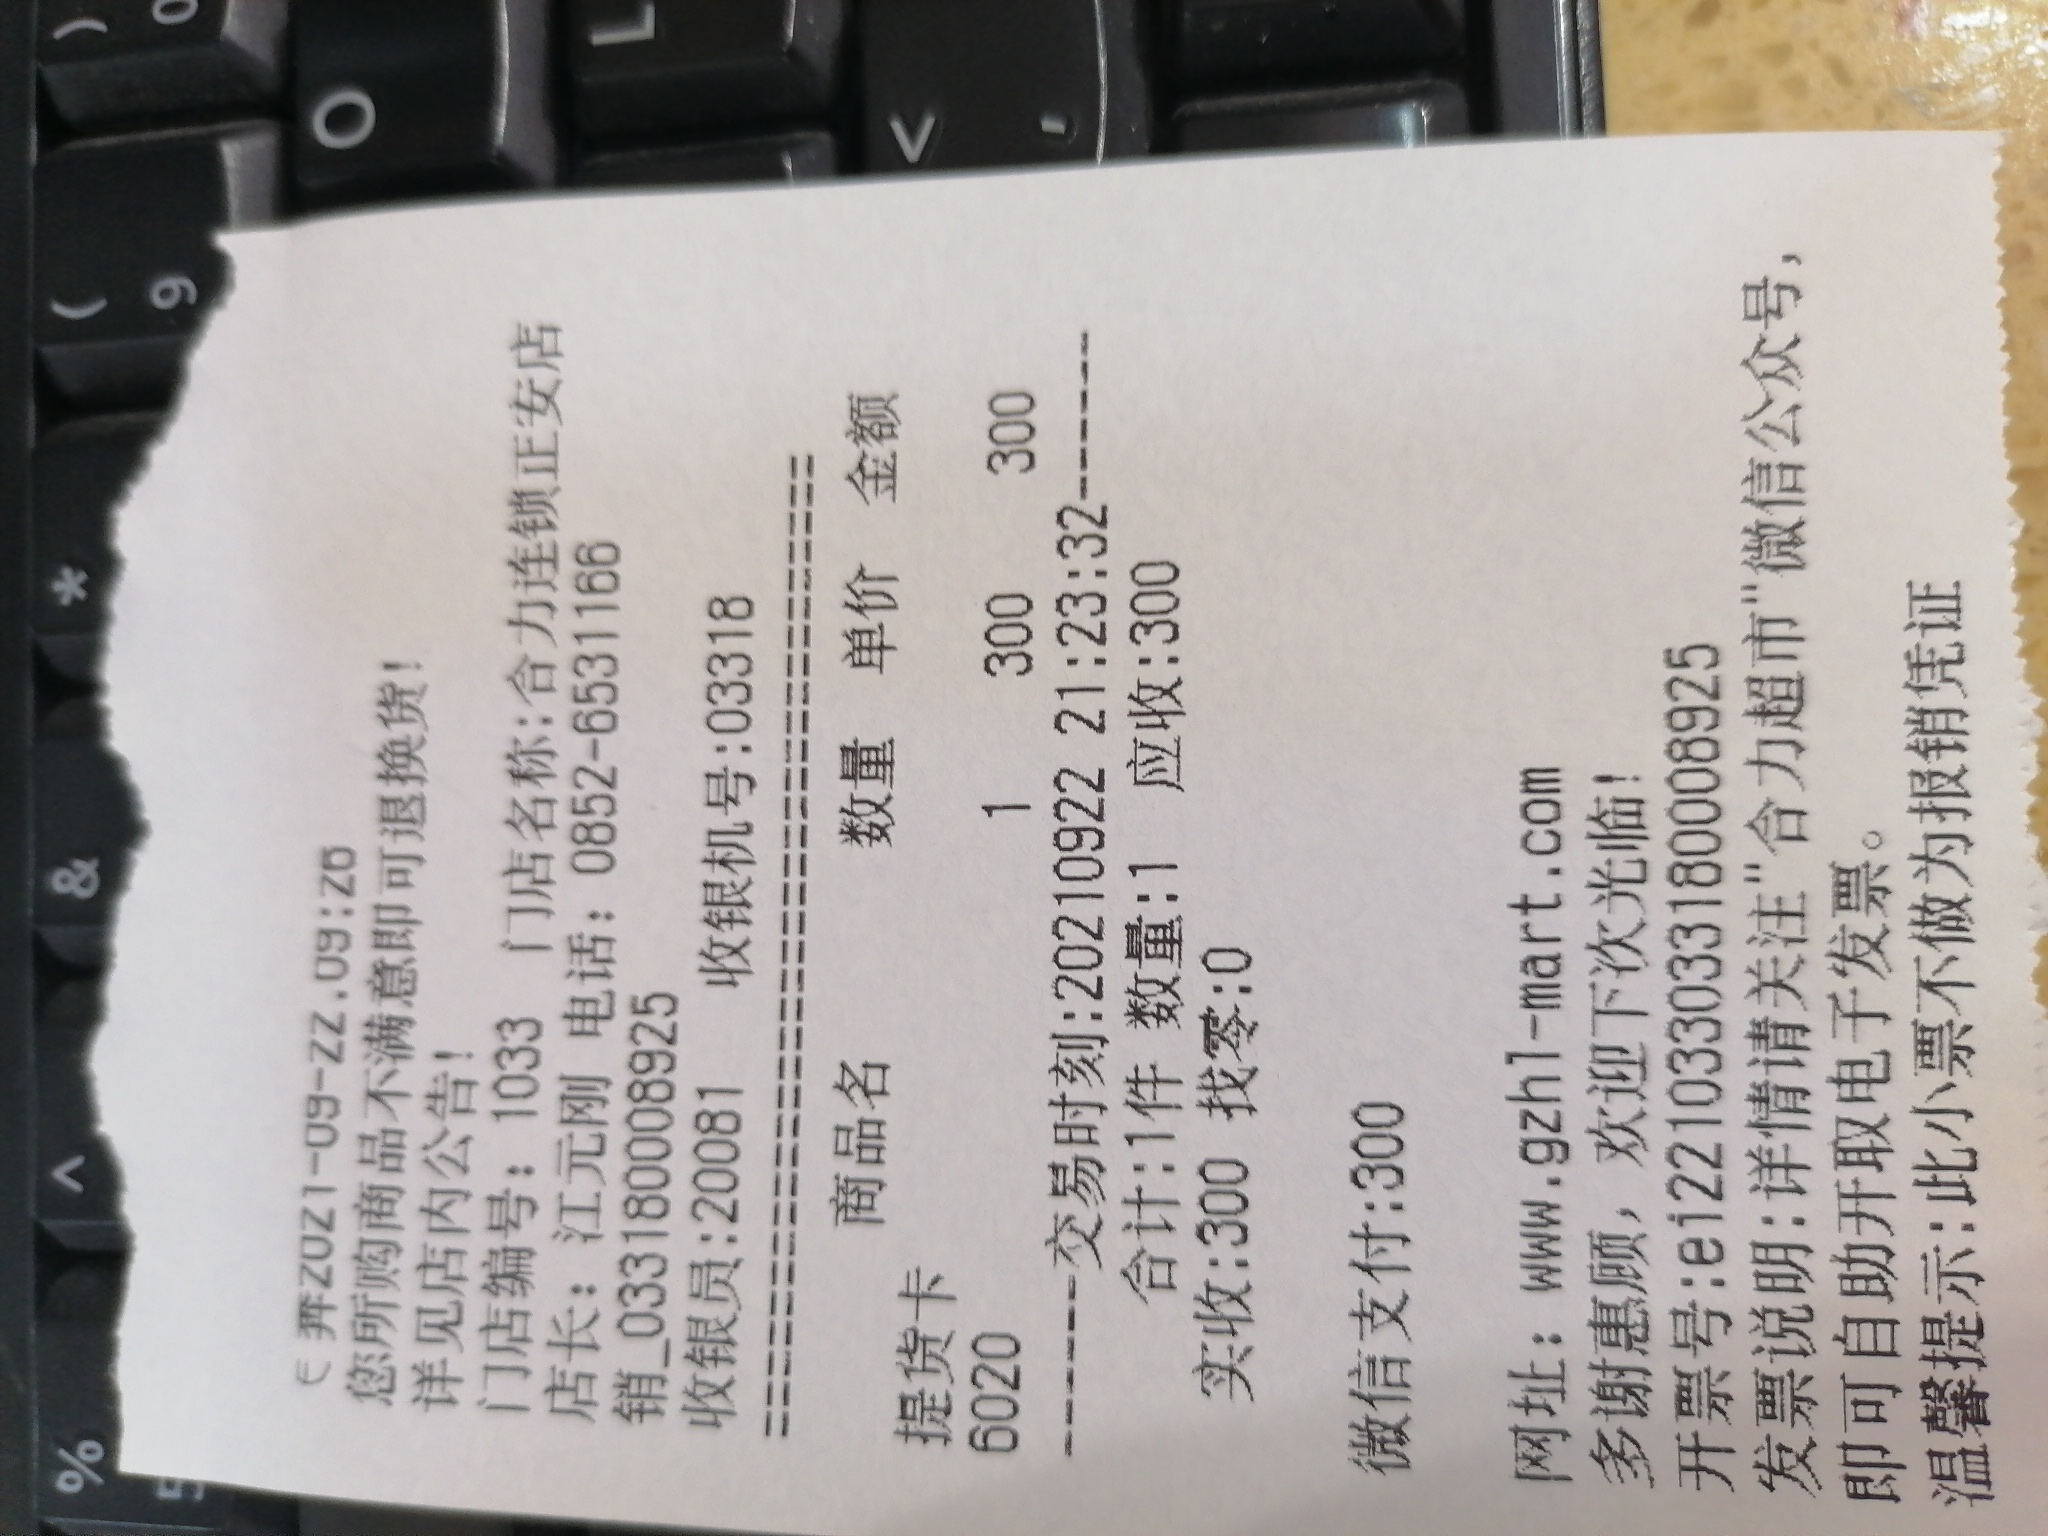 您所购商品不满意即可退换货!
详见店内公告!
门店编号: 1033 门店名称:合力连锁正安店
店长: 江元刚 电话: 0852-6531166
销_033180008925
收银员:20081 收银机号:03318
================================
商品名 数量 单价 金额
提货卡
6020 1 300 300
------交易时刻:20210922 21:23:32------
合计:1件 数量:1 应收:300
实收:300 找零:0
微信支付:300
网址: www.gzhl-mart.com
多谢惠顾, 欢迎下次光临!
开票号:ei22103303318000 8925
发票说明:详情请关注"合力超市"微信公众号,
即可自助开取电子发票。
温馨提示:此小票不做为报销凭证
%
^
&
*
(
9
)
0
O
L
<
,